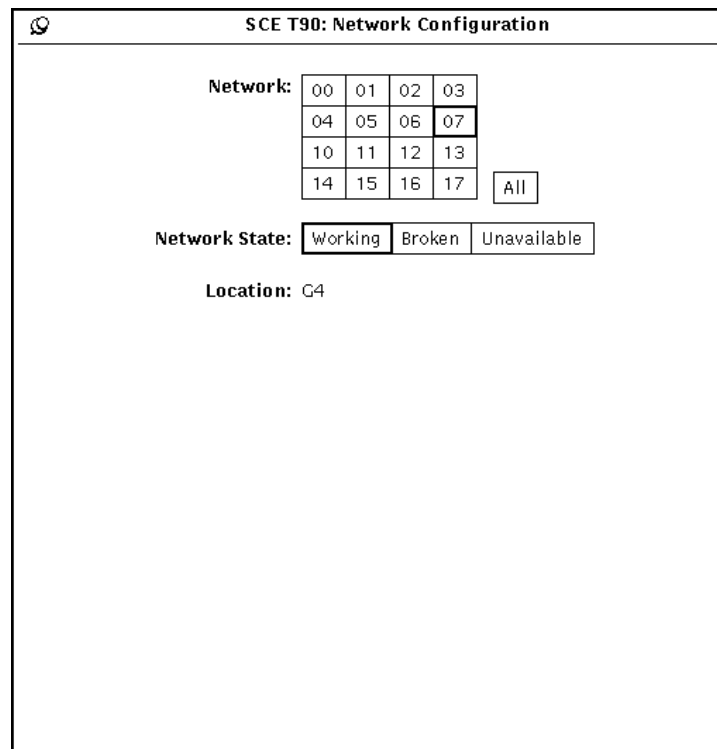 SCE T90: Network Configuration
Network: 00 01 02 03
04 05 06 07
10 11 12 13
14 15 16 17 All
Network State: Working Broken Unavailable
Location: G4